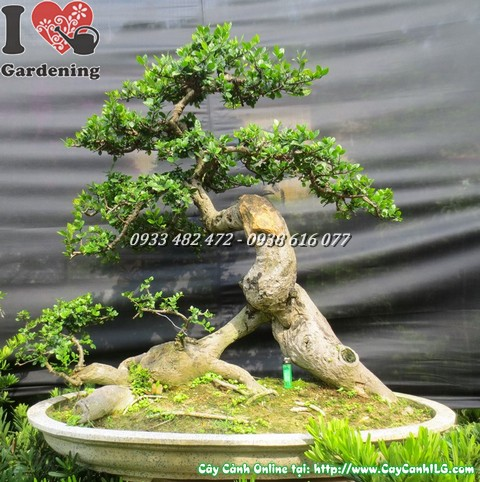 I
Gardening
0933 482 472 - 0938 616 077
Cây Cảnh Online tại: http://www.CayCanhILG.com